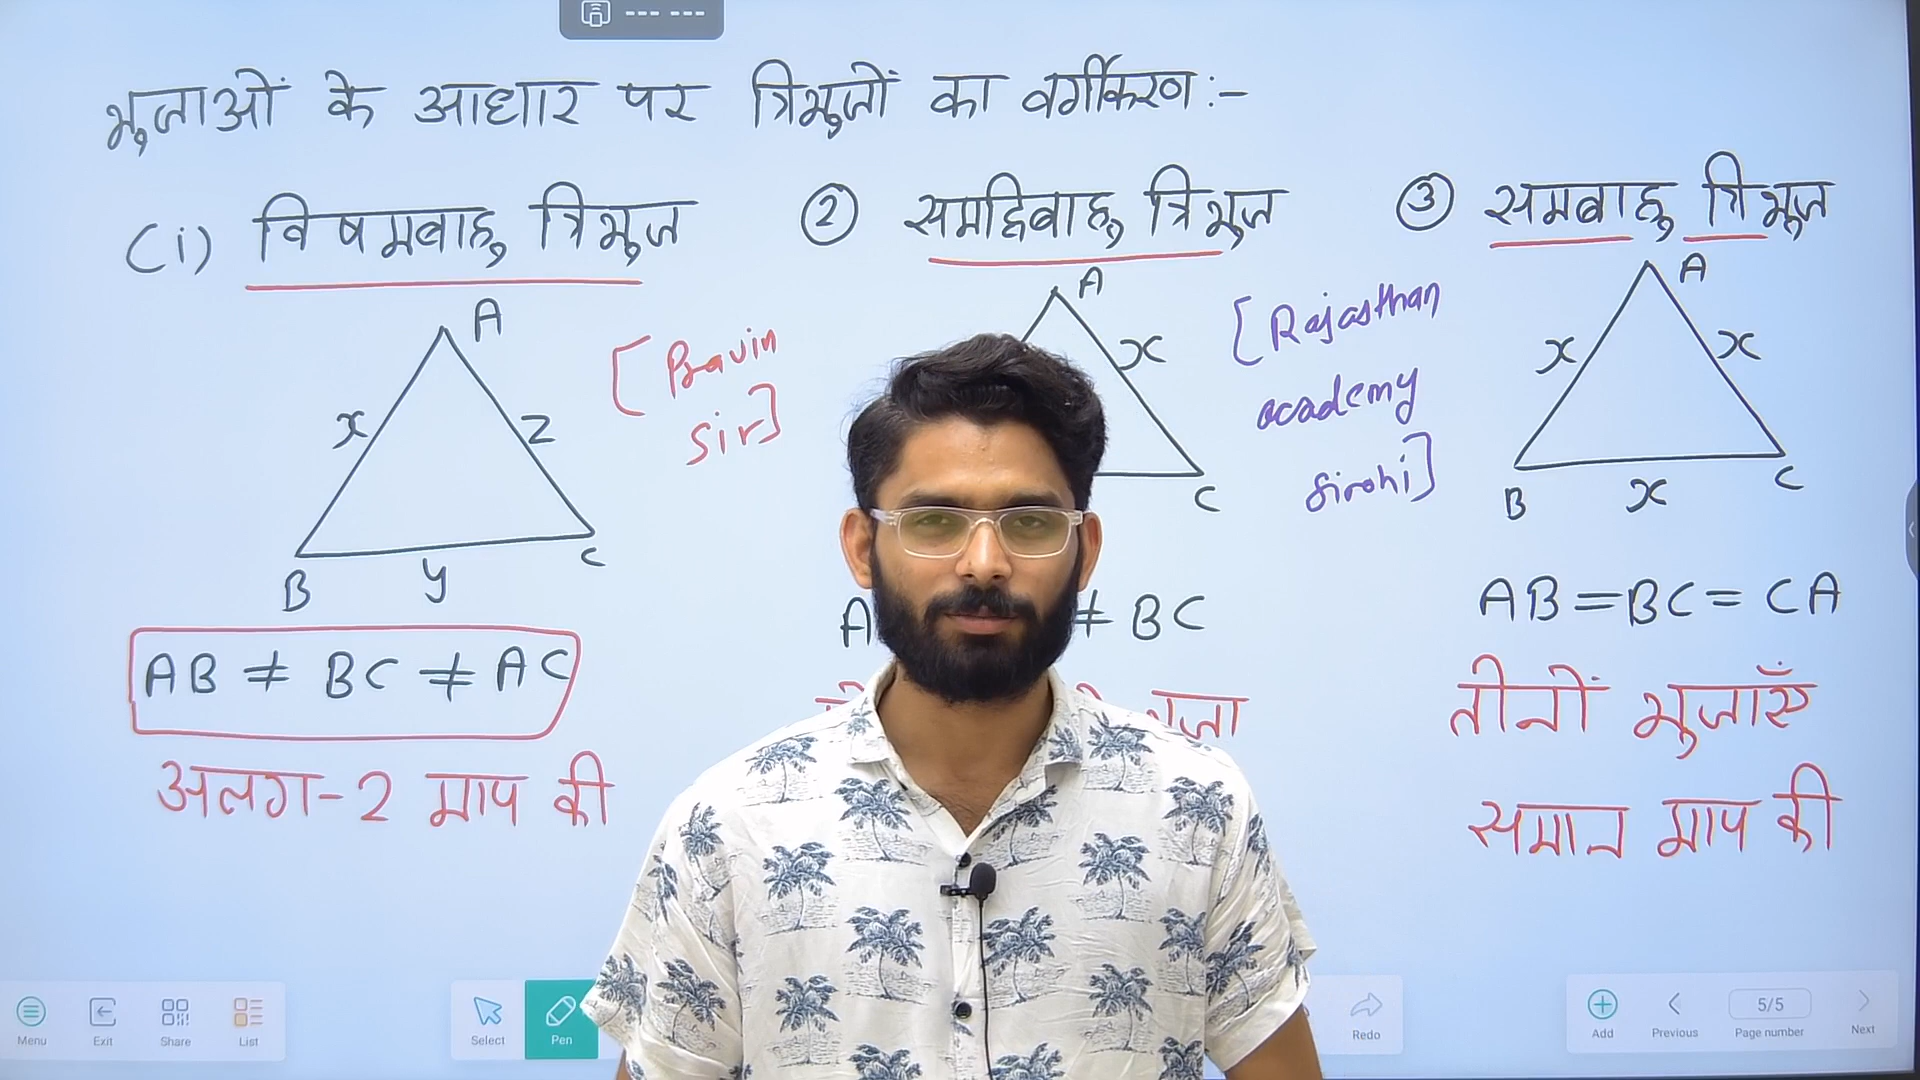 भुजाओं के आधार पर त्रिभुजों का वर्गीकरण :-
(i) विषमबाहु त्रिभुज
A
x
z
B
y
C
AB ≠ BC ≠ AC
अलग-2 माप की
[Pravin
sir]
② समद्विबाहु त्रिभुज
A
x
C
A
≠ BC
[Rajasthan
academy
Sirohi]
③ समबाहु त्रिभुज
A
x
x
B
x
C
AB = BC = CA
तीनों भुजाएँ
समान माप की
Menu
Exit
Share
List
Select
Pen
Redo
Add
Previous
5/5
Page number
Next